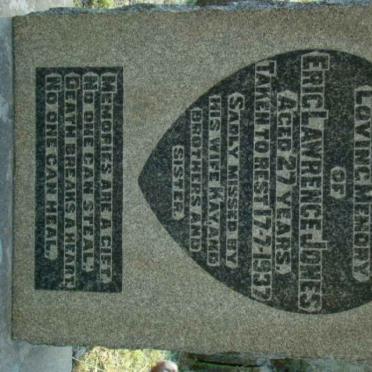 LOVING MEMORY
OF
ERIC LAWRENCE JONES
(AGED 27 YEARS)
TAKEN TO REST 17-7-1937
SADLY MISSED BY
HIS WIFE KAY AND
BROTHERS AND
SISTER
MEMORIES ARE A GIFT
NO ONE CAN STEAL,
DEATH BREAKS A HEART
NO ONE CAN HEAL,